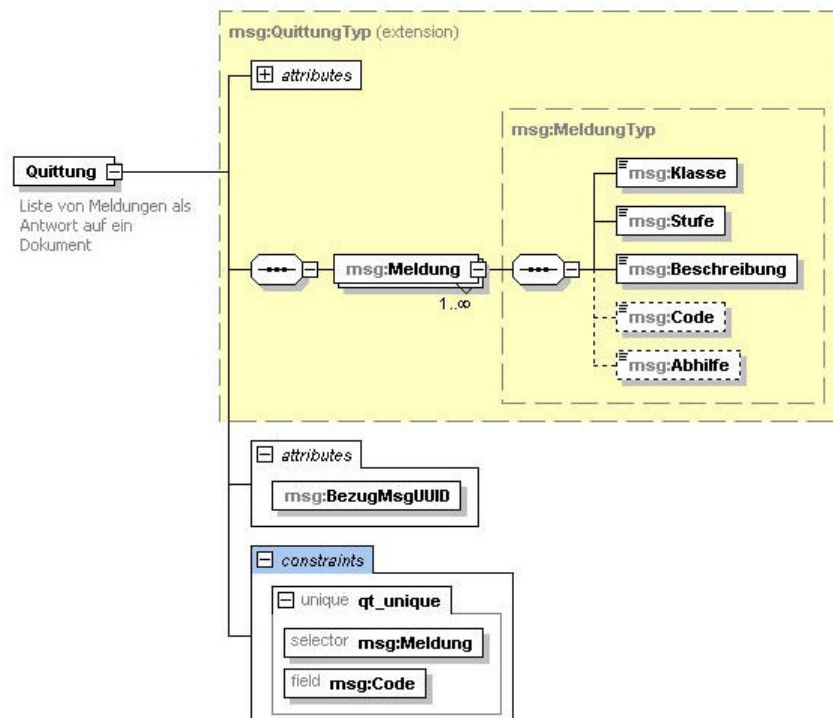 msg:QuittungTyp (extension)
attributes
msg:MeldungTyp
Quittung
Liste von Meldungen als
Antwort auf ein
Dokument
msg:Klasse
msg:Stufe
msg:Meldung
1..∞
msg:Beschreibung
msg:Code
msg:Abhilfe
attributes
msg:BezugMsgUUID
constraints
unique qt_unique
selector msg:Meldung
field msg:Code